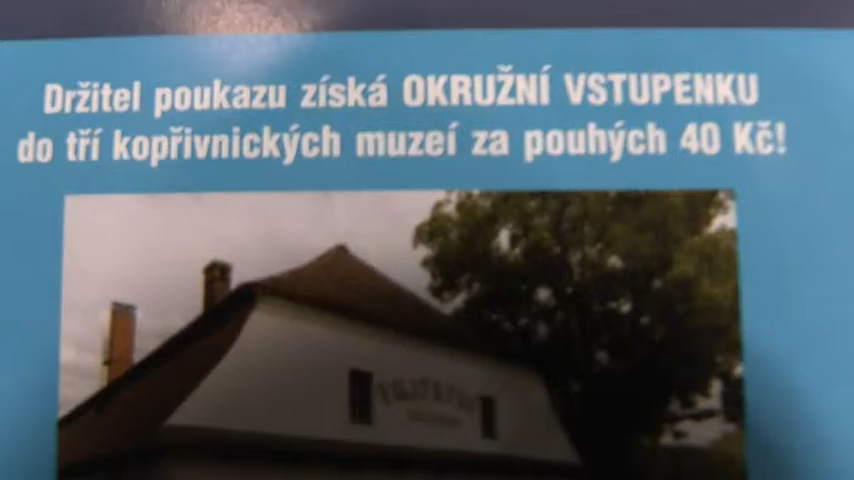 Držitel poukazu získá OKRUŽNÍ VSTUPENKU
do tří kopřivnických muzeí za pouhých 40 Kč!